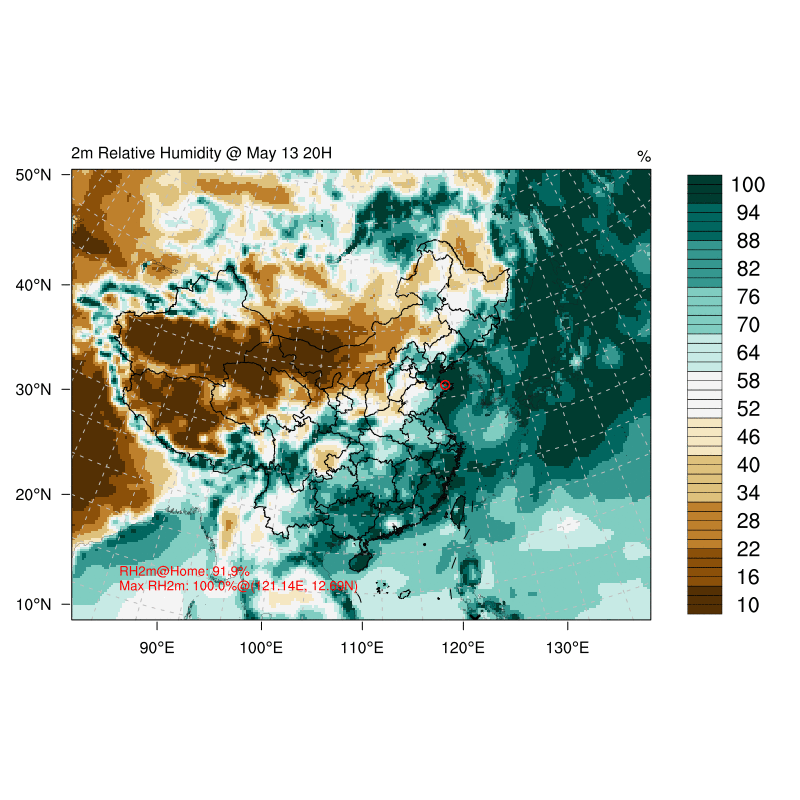 2m Relative Humidity @ May 13 20H
%
50°N
40°N
30°N
20°N
10°N
90°E
100°E
110°E
120°E
130°E
100
94
88
82
76
70
64
58
52
46
40
34
28
22
16
10
RH2m@Home: 91.9%
Max RH2m: 100.0%@(121.14E, 12.69N)